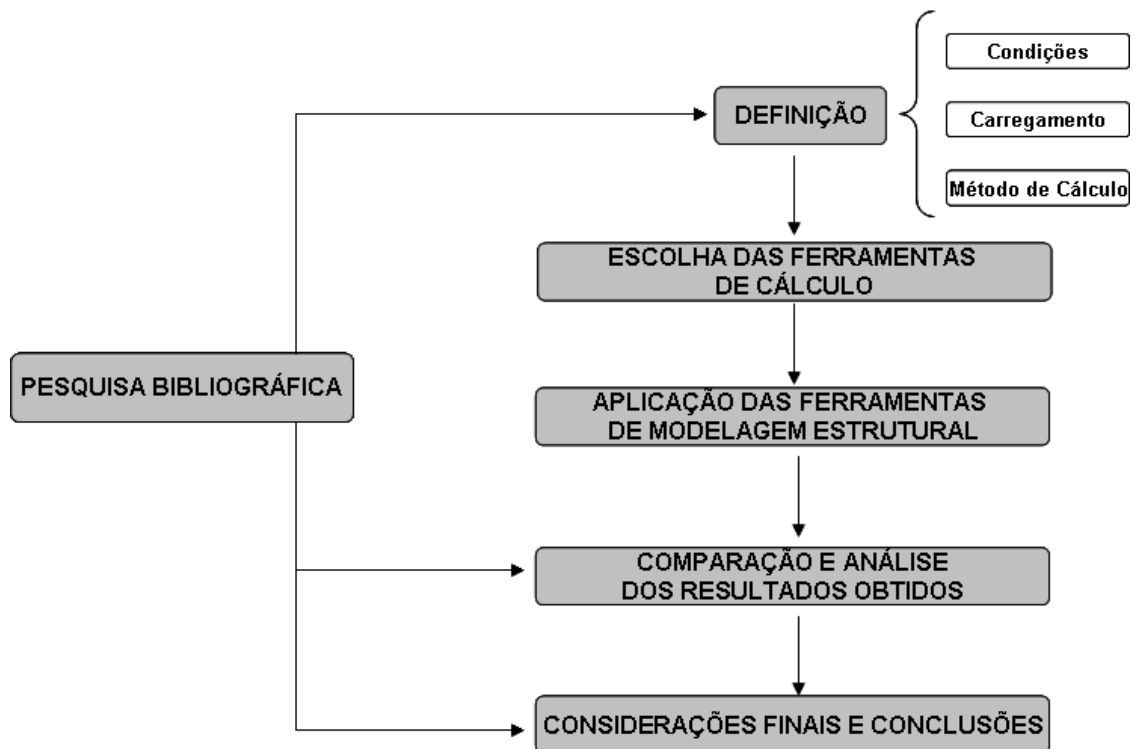 Condições
DEFINIÇÃO
Carregamento
Método de Cálculo
ESCOLHA DAS FERRAMENTAS
DE CÁLCULO
PESQUISA BIBLIOGRÁFICA
APLICAÇÃO DAS FERRAMENTAS
DE MODELAGEM ESTRUTURAL
COMPARAÇÃO E ANÁLISE
DOS RESULTADOS OBTIDOS
CONSIDERAÇÕES FINAIS E CONCLUSÕES